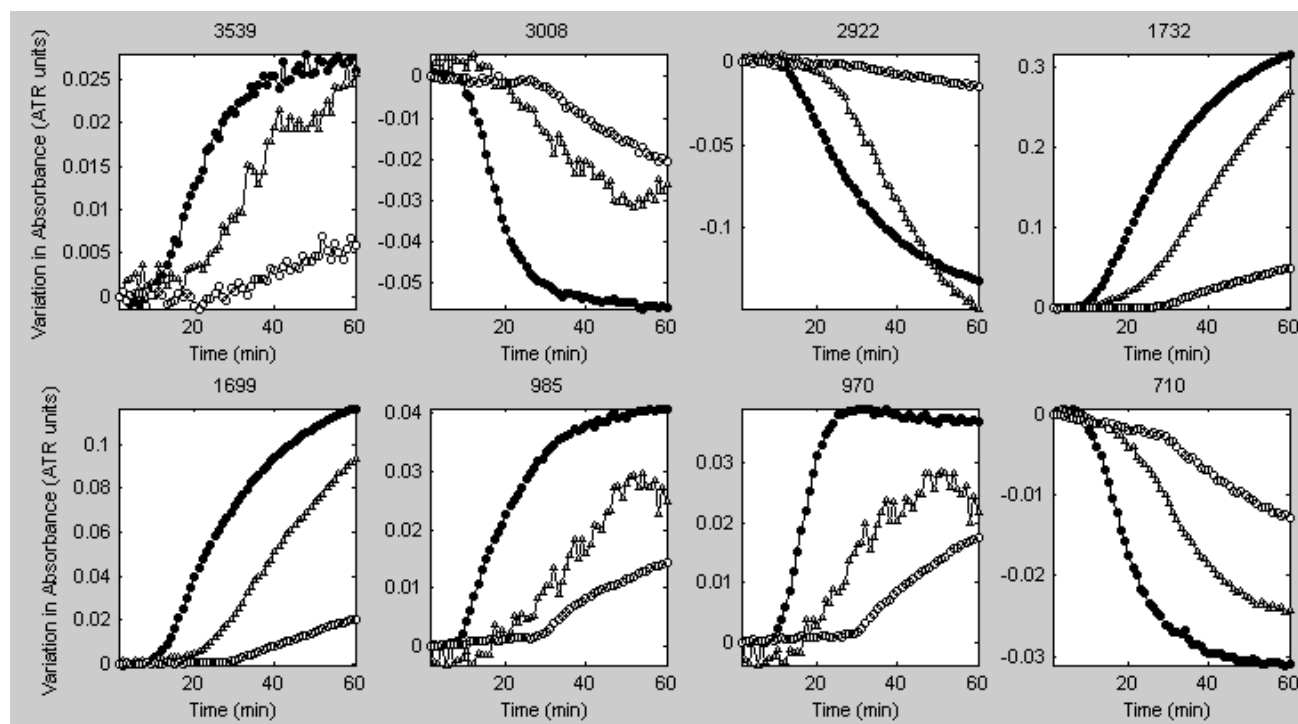 3539 3008 2922 1732
Variation in Absorbance (ATR units)
0.025
0.02
0.015
0.01
0.005
0
20 40 60
Time (min)
0
-0.01
-0.02
-0.03
-0.04
-0.05
20 40 60
Time (min)
0
-0.05
-0.1
20 40 60
Time (min)
0.3
0.2
0.1
0
20 40 60
Time (min)
1699 985 970 710
Variation in Absorbance (ATR units)
0.1
0.08
0.06
0.04
0.02
0
20 40 60
Time (min)
0.04
0.03
0.02
0.01
0
20 40 60
Time (min)
0.03
0.02
0.01
0
20 40 60
Time (min)
0
-0.01
-0.02
-0.03
20 40 60
Time (min)